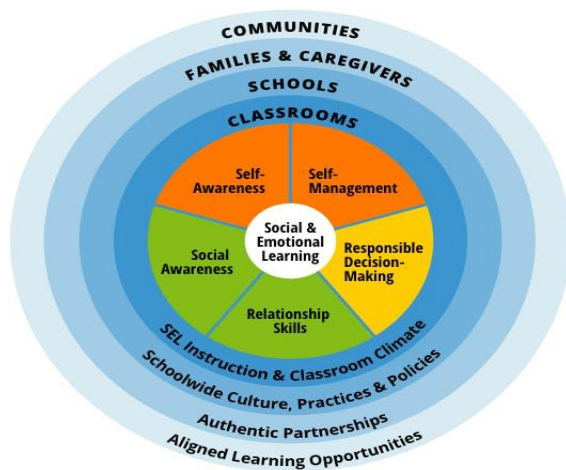 COMMUNITIES
FAMILIES & CAREGIVERS
SCHOOLS
CLASSROOMS
Self-
Awareness
Self-
Management
Social
Awareness
Social &
Emotional
Learning
Responsible
Decision-
Making
Relationship
Skills
SEL Instruction & Classroom Climate
Schoolwide Culture, Practices & Policies
Authentic Partnerships
Aligned Learning Opportunities